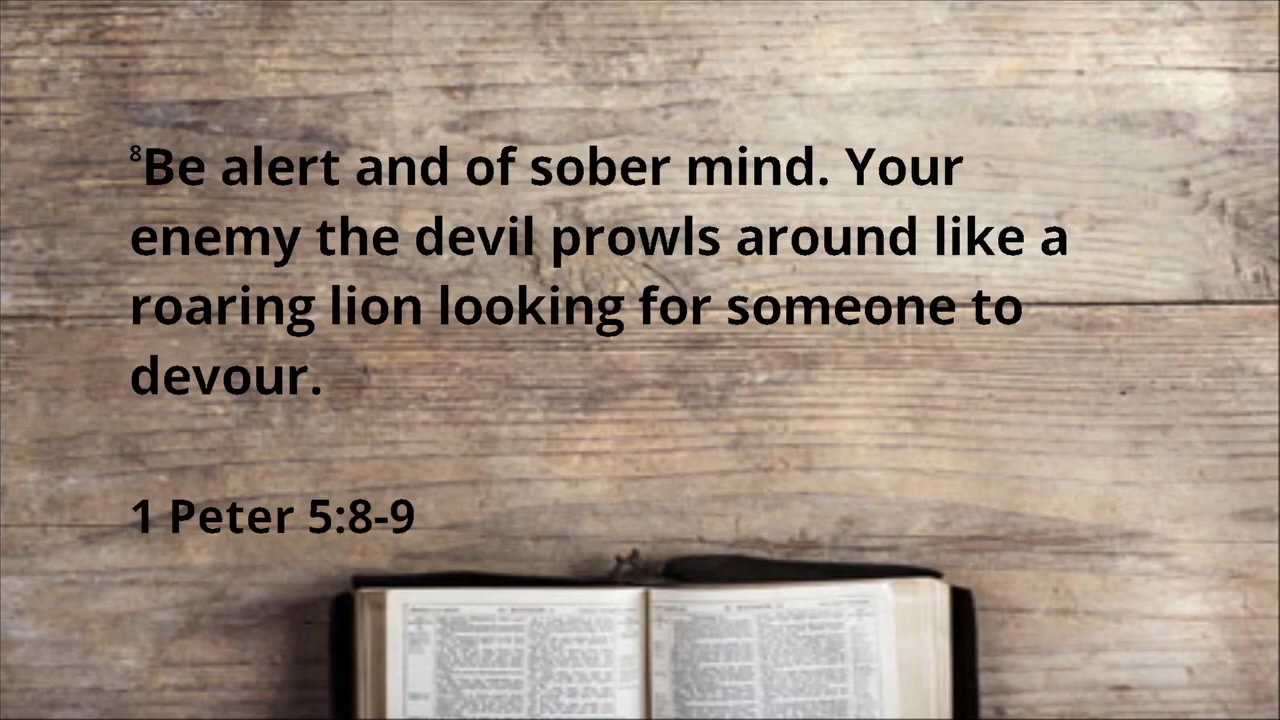 ⁸Be alert and of sober mind. Your
enemy the devil prowls around like a
roaring lion looking for someone to
devour.
1 Peter 5:8-9